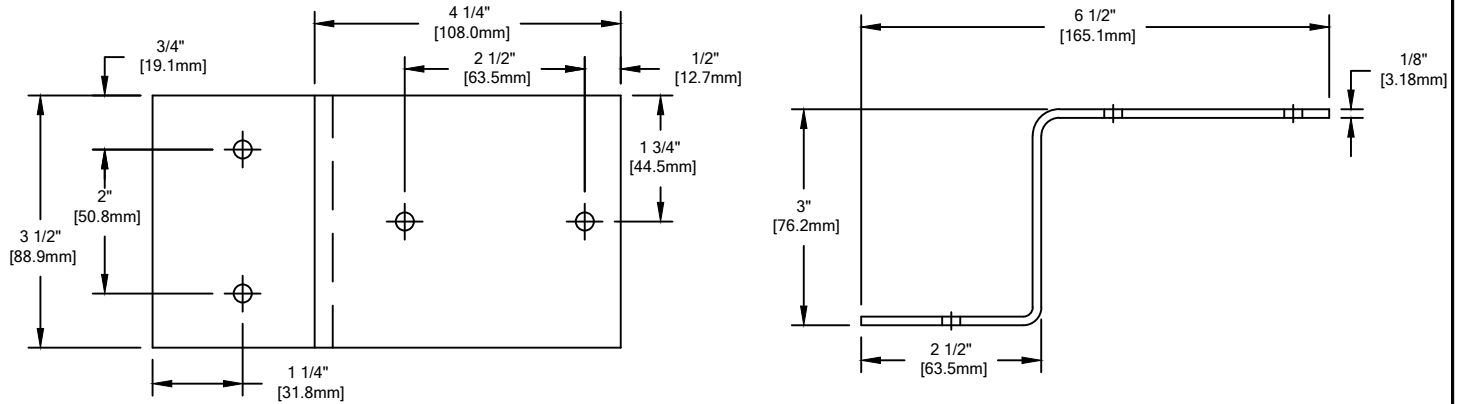 4 1/4"
[108.0mm]
3/4"
[19.1mm]
2 1/2"
[63.5mm]
1/2"
[12.7mm]
1 3/4"
[44.5mm]
2"
[50.8mm]
3 1/2"
[88.9mm]
1 1/4"
[31.8mm]
6 1/2"
[165.1mm]
1/8"
[3.18mm]
3"
[76.2mm]
2 1/2"
[63.5mm]